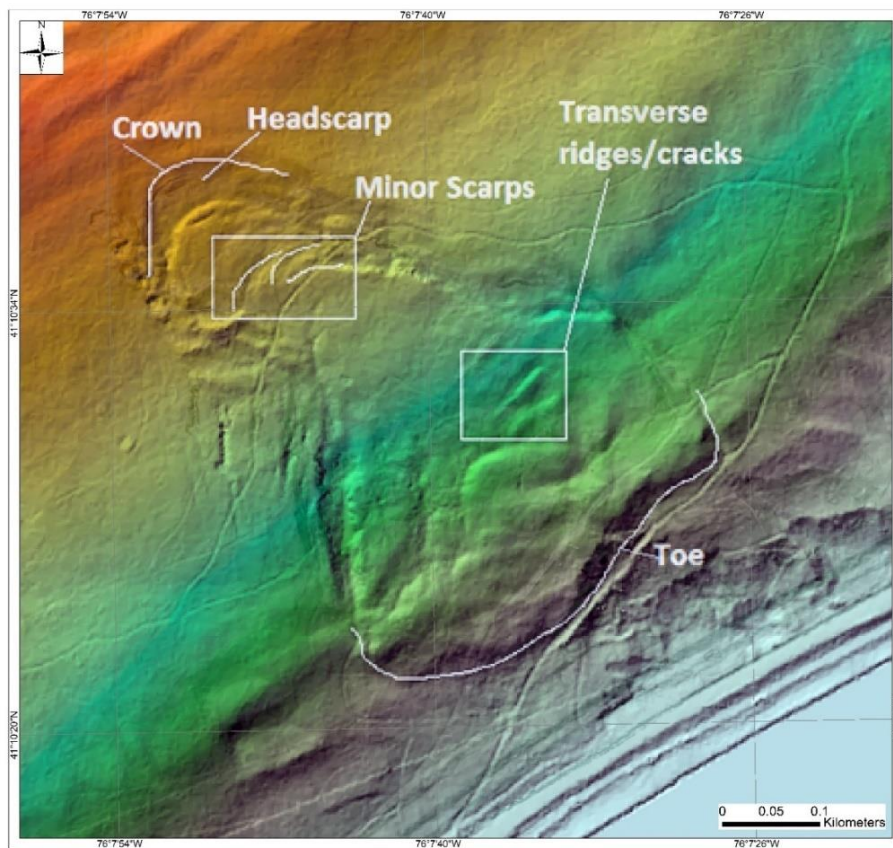 76°7'54"W 76°7'40"W 76°7'26"W
N
Transverse
ridges/cracks
Headscarp
Crown
Minor Scarps
41°10'34"N
Toe
41°10'20"N
0 0.05 0.1
Kilometers
76°7'54"W 76°7'40"W 76°7'26"W